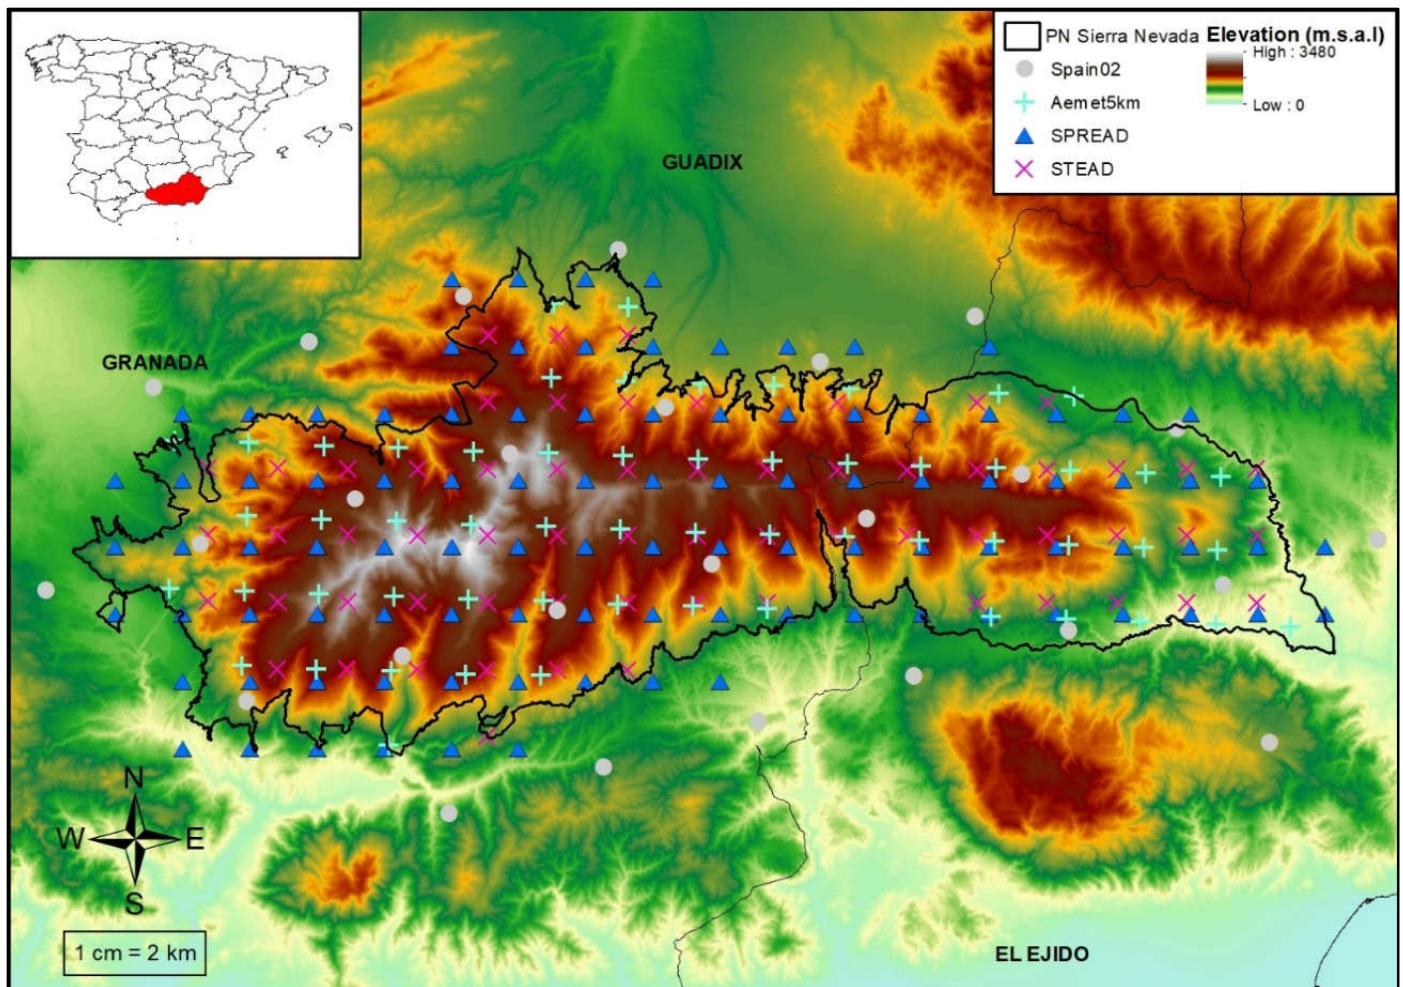 PN Sierra Nevada Elevation (m.s.a.l)
High : 3480
Spain02
Aemet5km
Low : 0
SPREAD
STEAD
GUADIX
GRANADA
N
W E
S
1 cm = 2 km
EL EJIDO